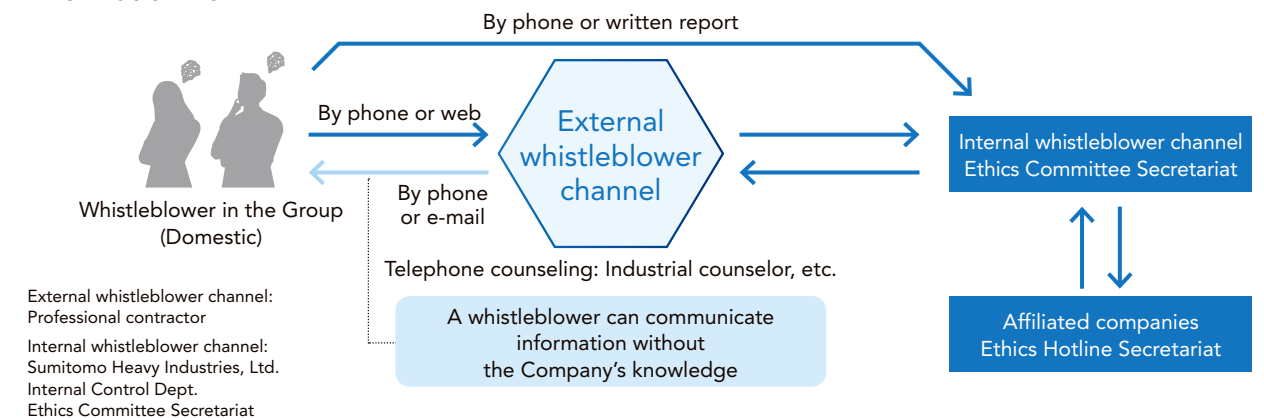 By phone or written report
By phone or web
External
whistleblower
channel
Internal whistleblower channel
Ethics Committee Secretariat
By phone
or e-mail
Whistleblower in the Group
(Domestic)
Telephone counseling: Industrial counselor, etc.
A whistleblower can communicate
information without
the Company's knowledge
Affiliated companies
Ethics Hotline Secretariat
External whistleblower channel:
Professional contractor
Internal whistleblower channel:
Sumitomo Heavy Industries, Ltd.
Internal Control Dept.
Ethics Committee Secretariat